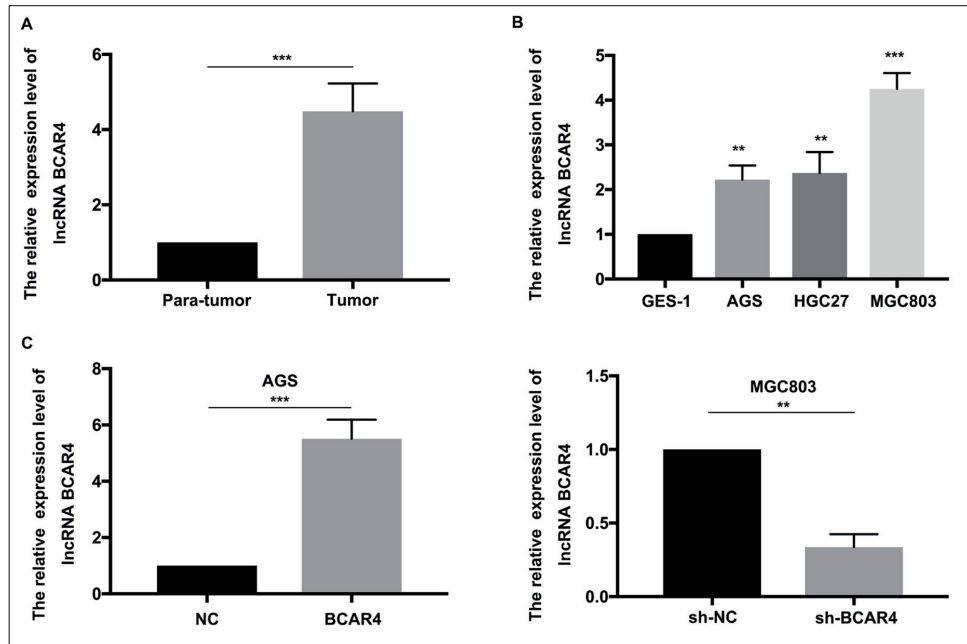 A
The relative expression level of
lncRNA BCAR4
6
4
2
0
***
Para-tumor Tumor
B
The relative expression level of
lncRNA BCAR4
5
4
3
2
1
0
**
**
***
GES-1 AGS HGC27 MGC803
C
The relative expression level of
lncRNA BCAR4
8
6
4
2
0
AGS
***
NC BCAR4
The relative expression level of
lncRNA BCAR4
1.5
1.0
0.5
0.0
MGC803
**
sh-NC sh-BCAR4